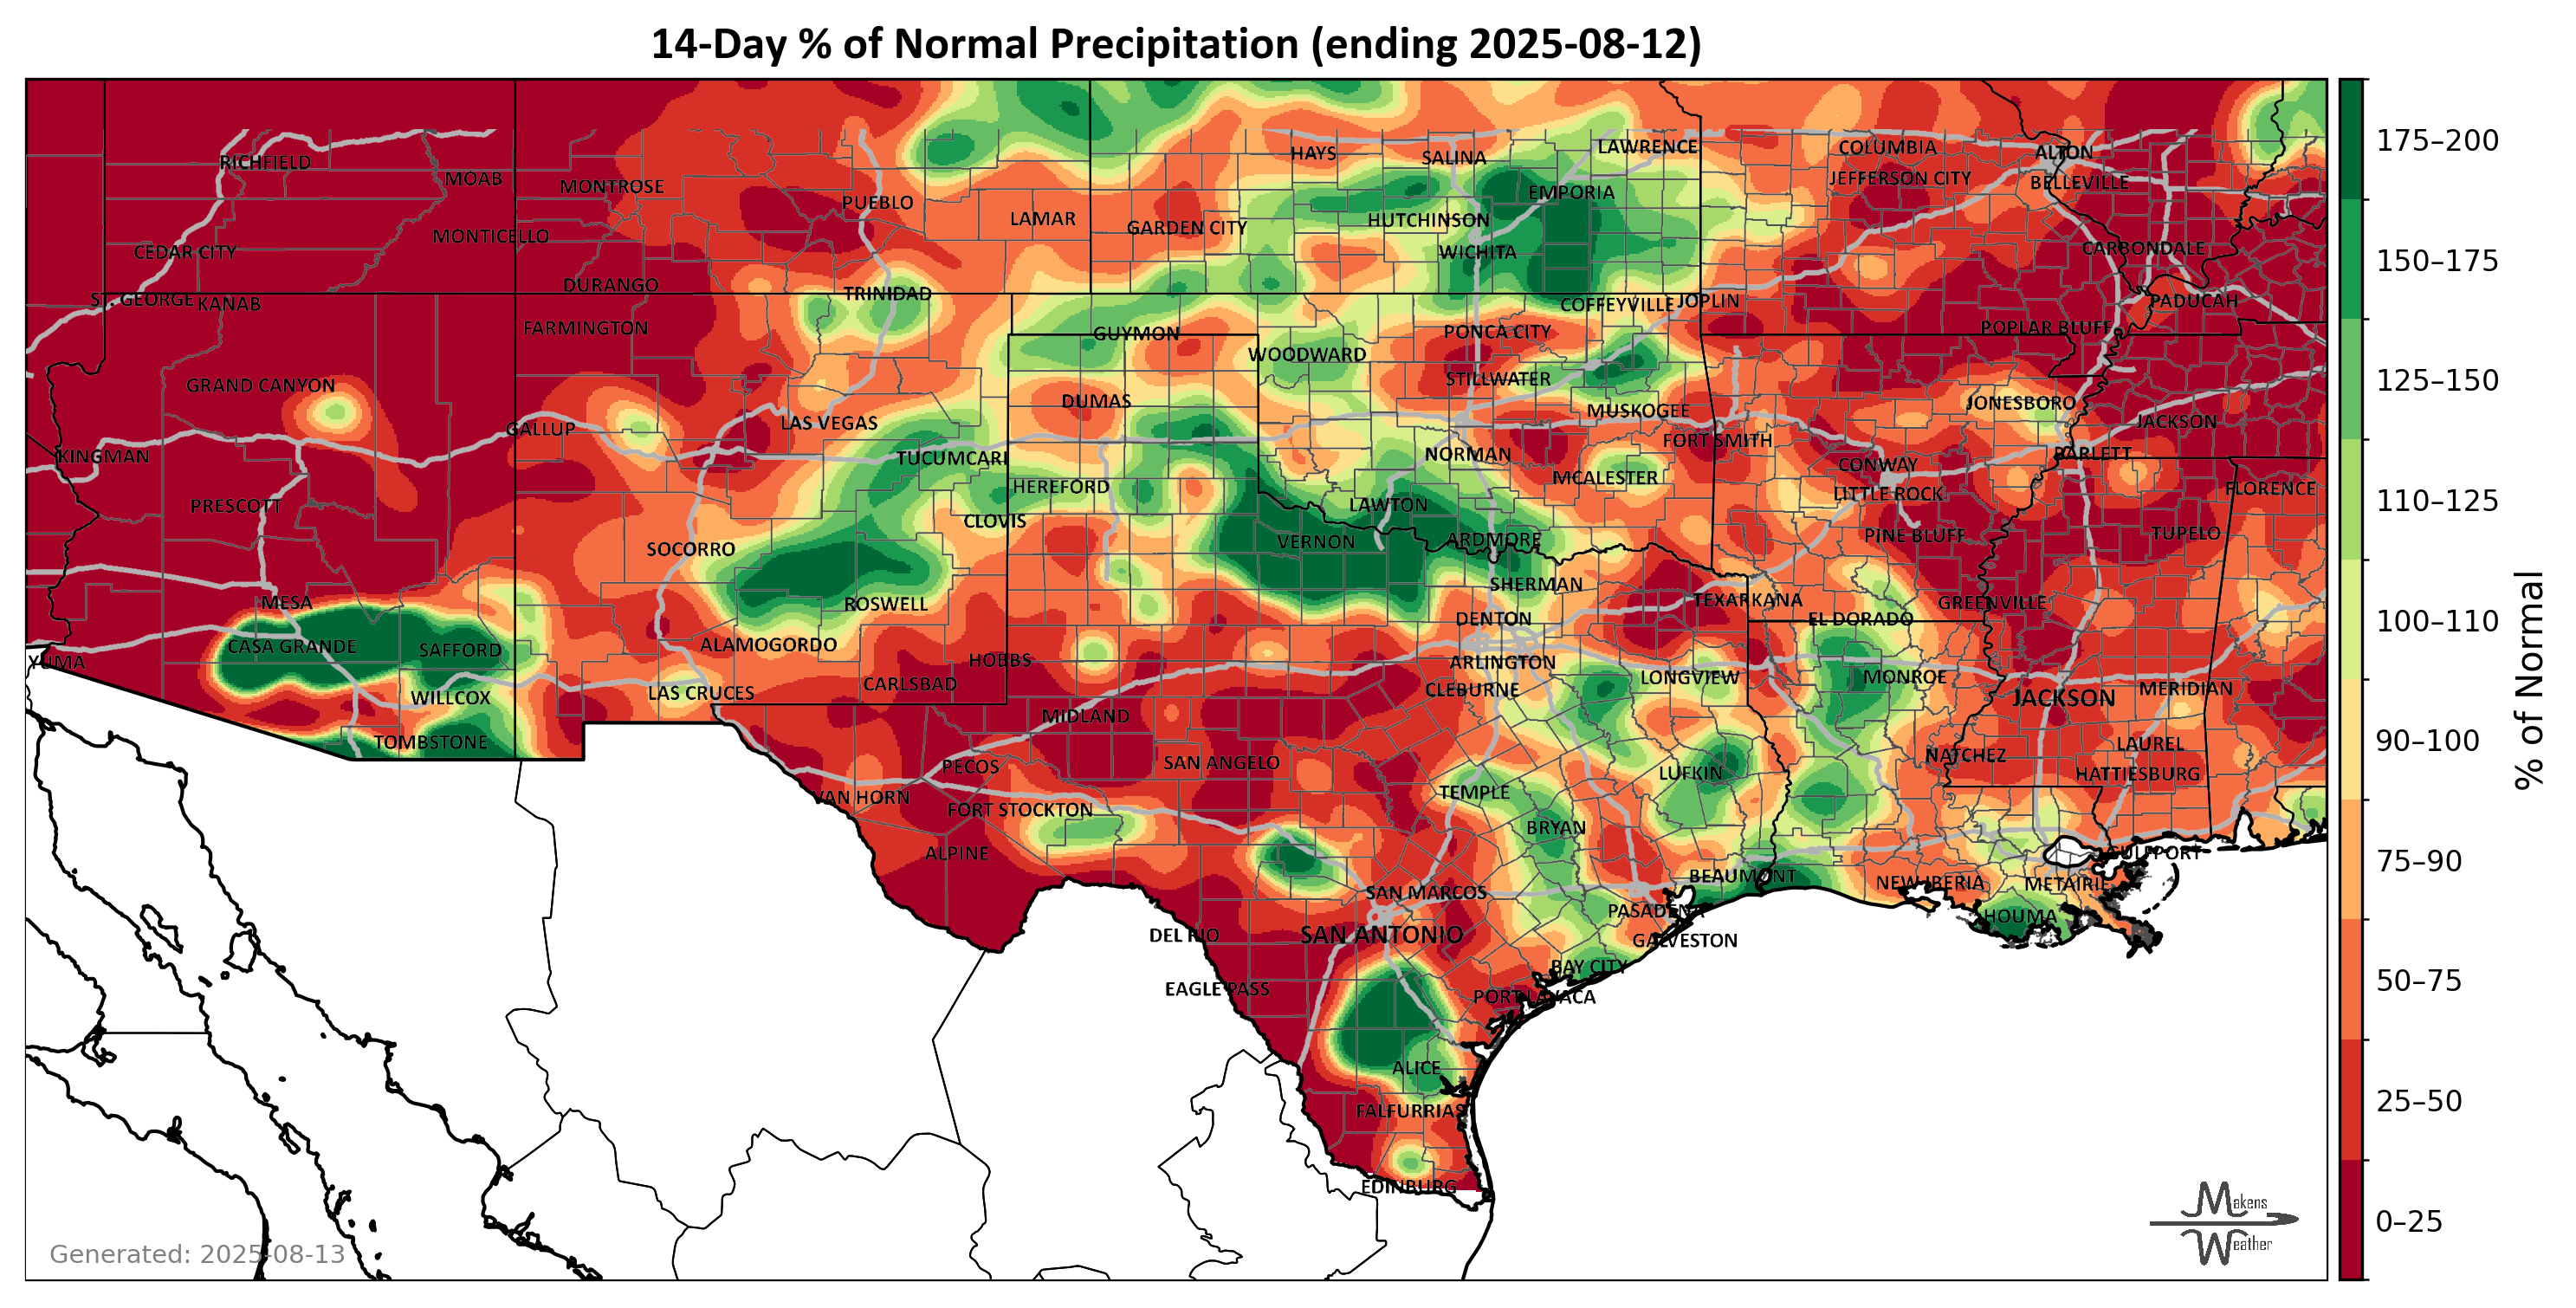 14-Day % of Normal Precipitation (ending 2025-08-12)
RICHFIELD
MOAB
MONTROSE
PUEBLO
LAMAR
HAYS
SALINA
LAWRENCE
COLUMBIA
ALTON
JEFFERSON CITY
BELLEVILLE
EMPORIA
GARDEN CITY
HUTCHINSON
MONTICELLO
CEDAR CITY
WICHITA
CARBONDALE
DURANGO
TRINIDAD
ST. GEORGE
KANAB
COFFEYVILLE
JOPLIN
PADUCAH
FARMINGTON
GUYMON
PONCA CITY
POPLAR BLUFF
WOODWARD
GRAND CANYON
STILLWATER
DUMAS
MUSKOGEE
JONESBORO
GALLUP
LAS VEGAS
JACKSON
FORT SMITH
KINGMAN
TUCUMCARI
NORMAN
BARLETT
CONWAY
HEREFORD
MCALESTER
LITTLE ROCK
FLORENCE
PRESCOTT
LAWTON
CLOVIS
SOCORRO
VERNON
ARDMORE
PINE BLUFF
TUPELO
SHERMAN
MESA
ROSWELL
TEXARKANA
GREENVILLE
DENTON
EL DORADO
CASA GRANDE
SAFFORD
ALAMOGORDO
YUMA
HOBBS
ARLINGTON
WILLCOX
LAS CRUCES
CARLSBAD
CLEBURNE
LONGVIEW
MONROE
JACKSON
MERIDIAN
MIDLAND
TOMBSTONE
PECOS
SAN ANGELO
LUFKIN
NATCHEZ
LAUREL
HATTIESBURG
VAN HORN
FORT STOCKTON
TEMPLE
BRYAN
ALPINE
GULFPORT
SAN MARCOS
BEAUMONT
NEW IBERIA
METAIRIE
PASADENA
HOUMA
DEL RIO
SAN ANTONIO
GALVESTON
BAY CITY
EAGLE PASS
PORT LAVACA
ALICE
FALFURRIAS
EDINBURG
175–200
150–175
125–150
110–125
100–110
90–100
75–90
50–75
25–50
0–25
% of Normal
Generated: 2025-08-13
Makens
Weather